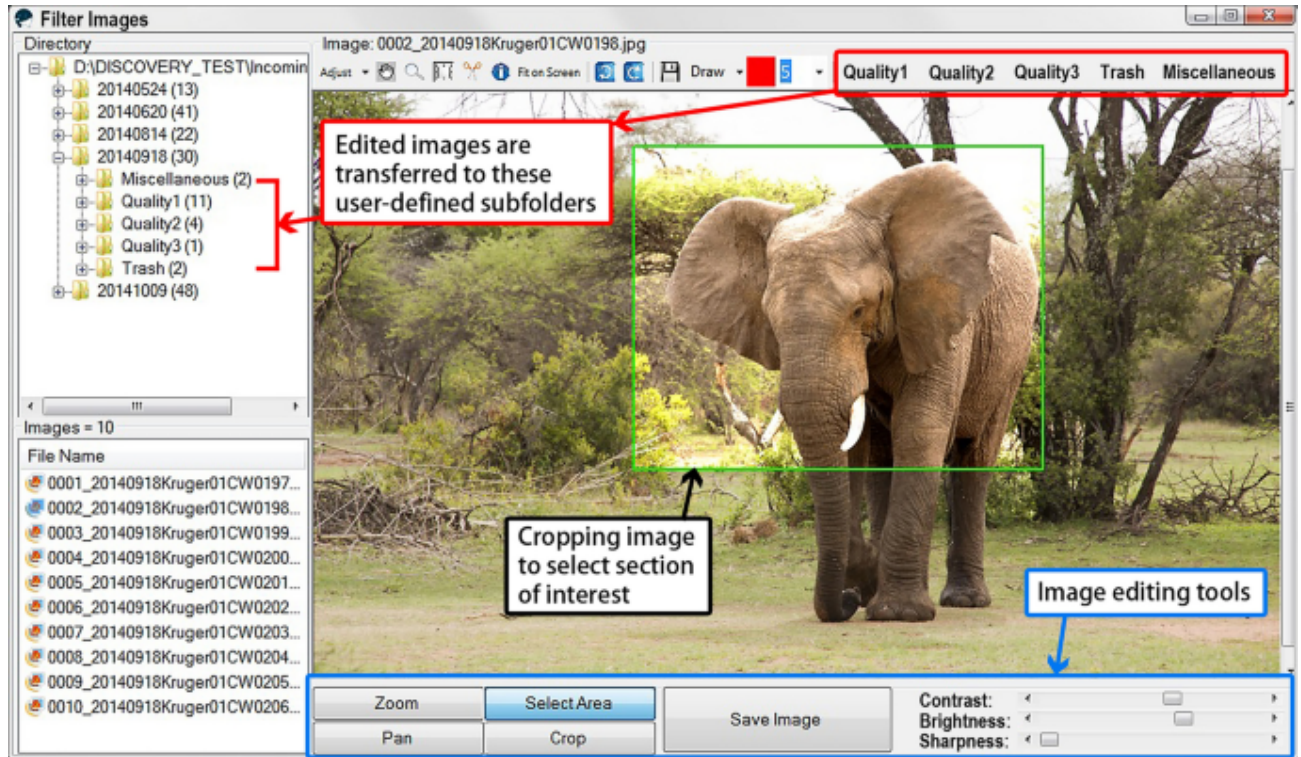 Filter Images
Directory
D:\DISCOVERY_TEST\Incomin
20140524 (13)
20140620 (41)
20140814 (22)
20140918 (30)
Miscellaneous (2)
Quality1 (11)
Quality2 (4)
Quality3 (1)
Trash (2)
20141009 (48)
Images = 10
File Name
0001_20140918Kruger01CW0197...
0002_20140918Kruger01CW0198...
0003_20140918Kruger01CW0199...
0004_20140918Kruger01CW0200...
0005_20140918Kruger01CW0201...
0006_20140918Kruger01CW0202...
0007_20140918Kruger01CW0203...
0008_20140918Kruger01CW0204...
0009_20140918Kruger01CW0205...
0010_20140918Kruger01CW0206...
Image: 0002_20140918Kruger01CW0198.jpg
Adjust Fit on Screen Draw 5 Quality1 Quality2 Quality3 Trash Miscellaneous
Edited images are
transferred to these
user-defined subfolders
Cropping image
to select section
of interest
Image editing tools
Zoom Select Area
Pan Crop
Save Image
Contrast:
Brightness:
Sharpness: